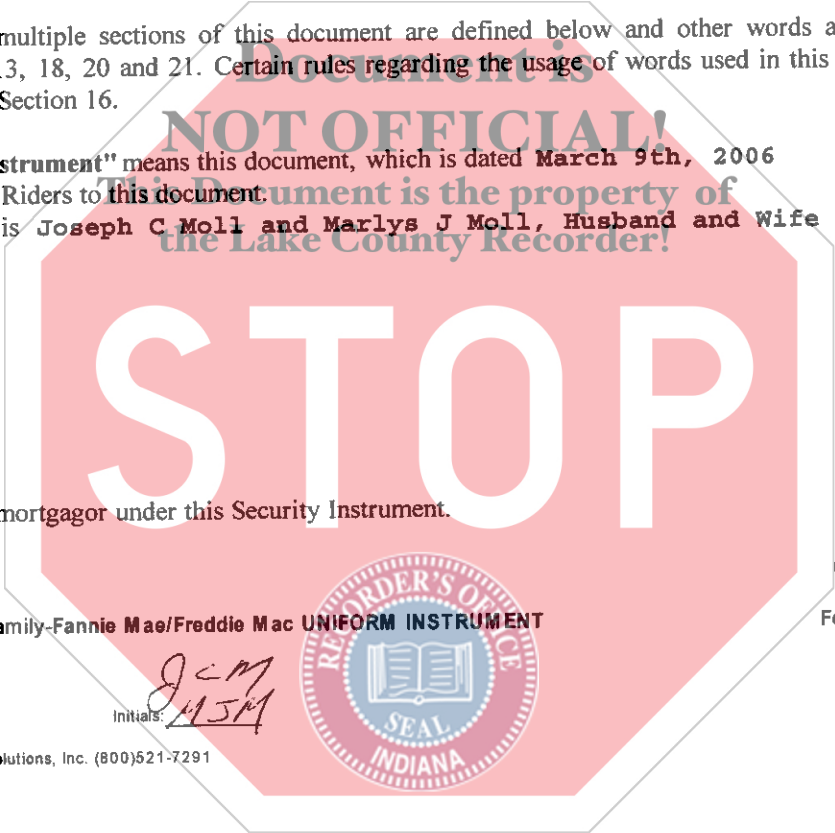 multiple sections of this document are defined below and other words a
3, 18, 20 and 21. Certain rules regarding the usage of words used in this
Section 16.
Document is
NOT OFFICIAL!
strument" means this document, which is dated March 9th, 2006
Riders to this document.
This Document is the property of
is Joseph C Moll and Marlys J Moll, Husband and Wife
the Lake County Recorder!
STOP
mortgagor under this Security Instrument.
amily-Fannie Mae/Freddie Mac UNIFORM INSTRUMENT
Fo
JCM
Initials: MJM
RECORDER'S OFFICE
SEAL
INDIANA
olutions, Inc. (800)521-7291